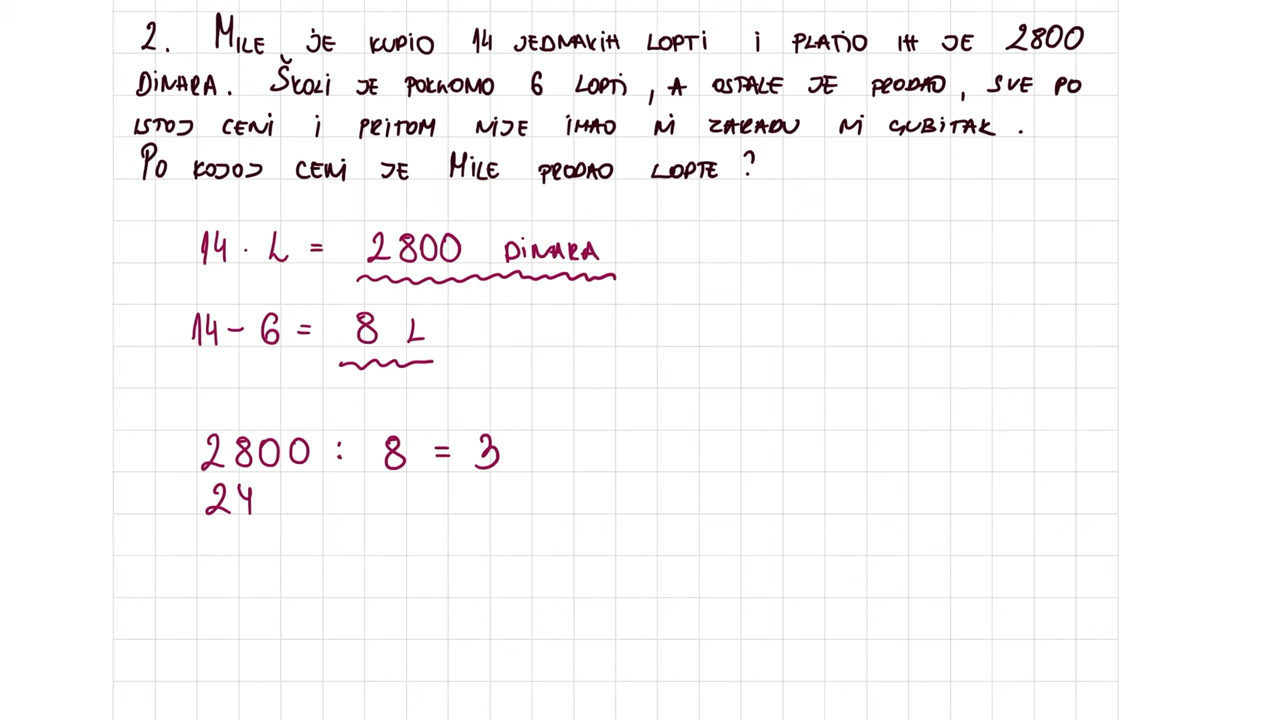 2. MILE JE KUPIO 14 JEDNAKIH LOPTI I PLATIO IH JE 2800
DINARA. ŠKOLI JE POKLOMO 6 LOPTI, A OSTALE JE PRODAO, SVE PO
ISTOJ CENI I PRITOM NIJE IMAO NI ZARADU NI GUBITAK.
PO KOJOJ CENI JE MILE PRODAO LOPTE?
14 · L = 2800 DINARA
14 - 6 = 8 L
2800 : 8 = 3
24